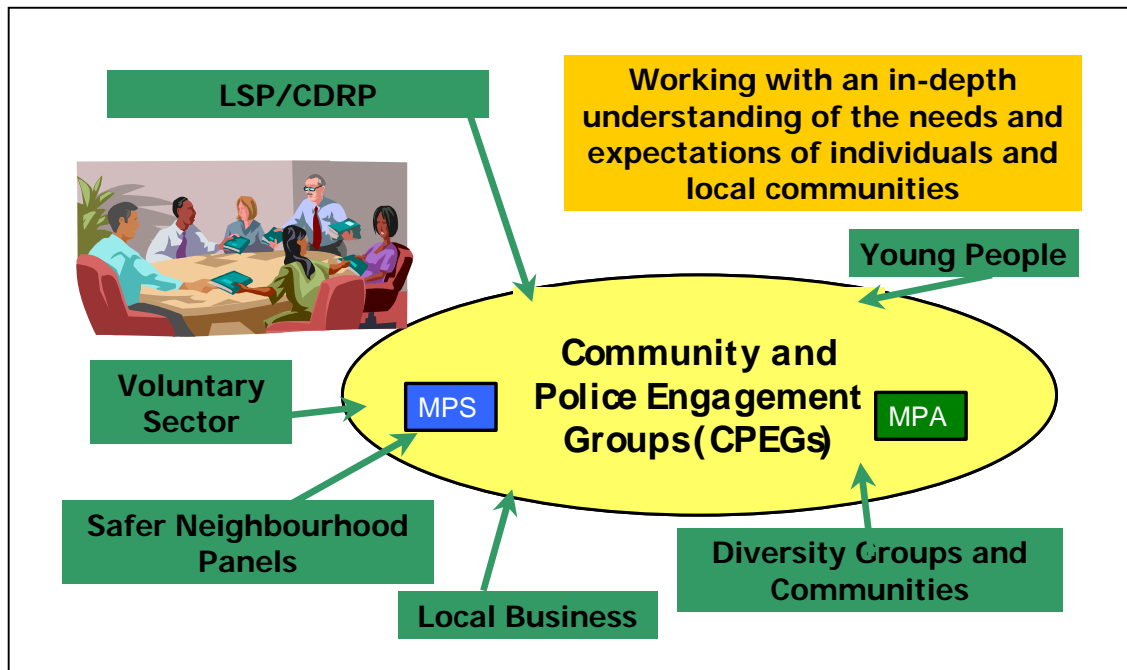 LSP/CDRP
Working with an in-depth
understanding of the needs and
expectations of individuals and
local communities
Young People
Community and
Police Engagement
Groups (CPEGs)
MPS
MPA
Voluntary
Sector
Safer Neighbourhood
Panels
Local Business
Diversity Groups and
Communities